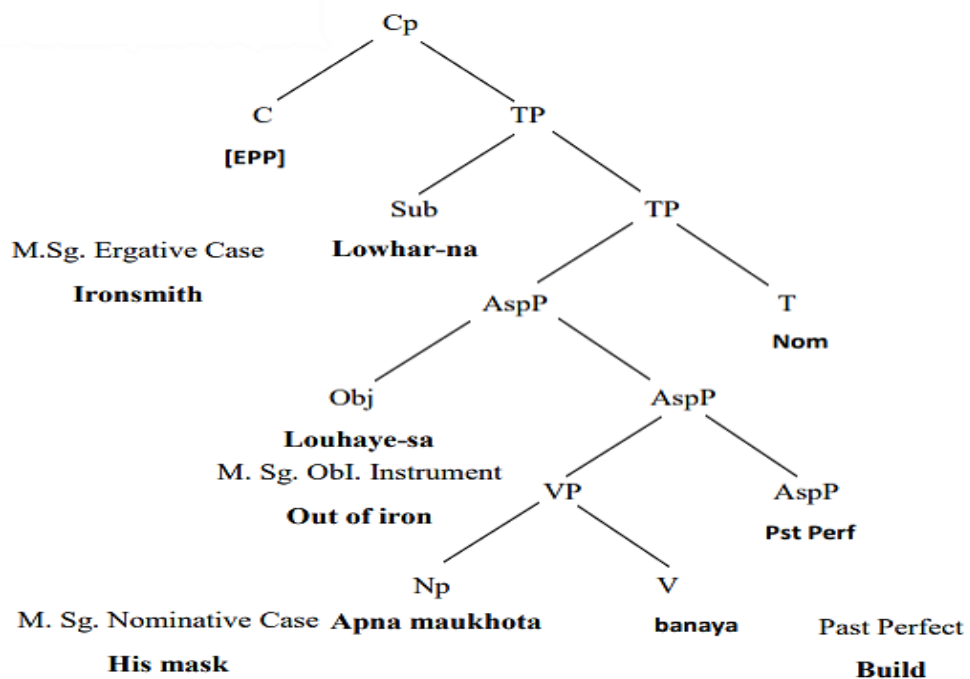 Cp
C
TP
[EPP]
Sub
TP
M.Sg. Ergative Case
Lowhar-na
Ironsmith
AspP
T
Nom
Obj
AspP
Louhaye-sa
M. Sg. Obl. Instrument
Out of iron
VP
AspP
Pst Perf
Np
V
M. Sg. Nominative Case
Apna maukhota
banaya
Past Perfect
His mask
Build